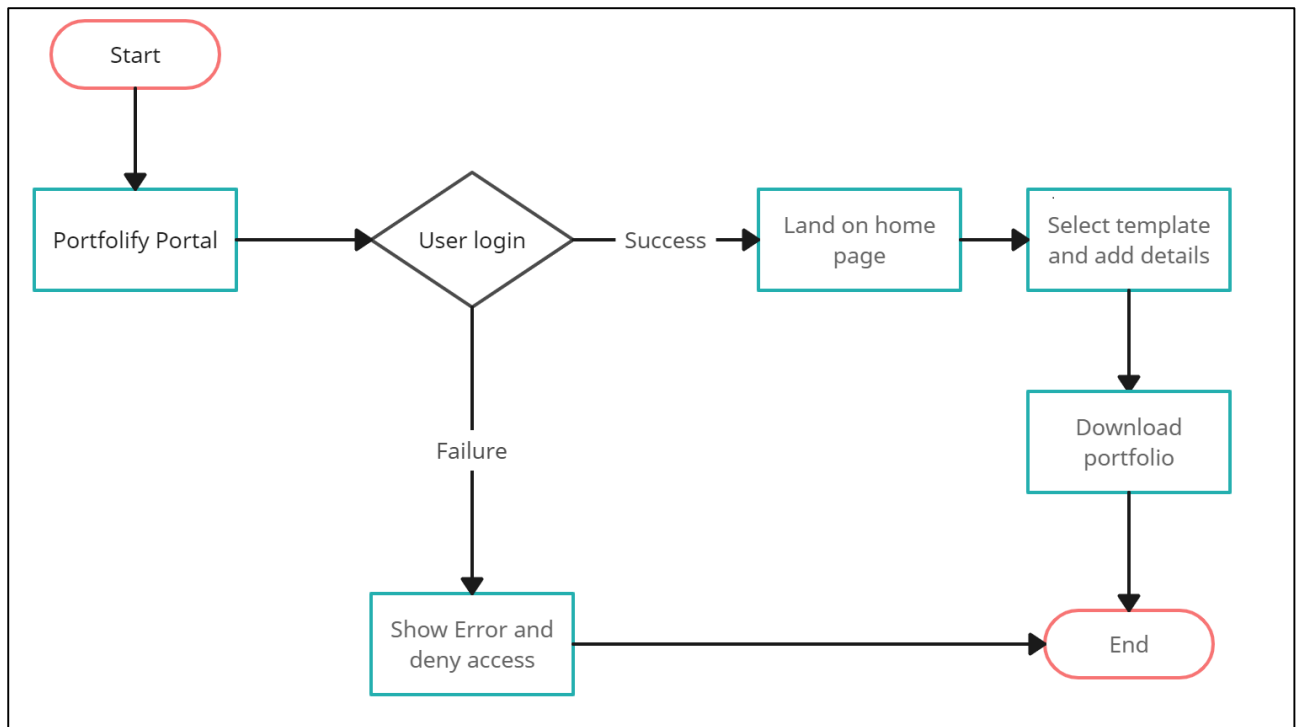 Start
Portfolify Portal
User login
Success
Land on home
page
Select template
and add details
Download
portfolio
Failure
Show Error and
deny access
End